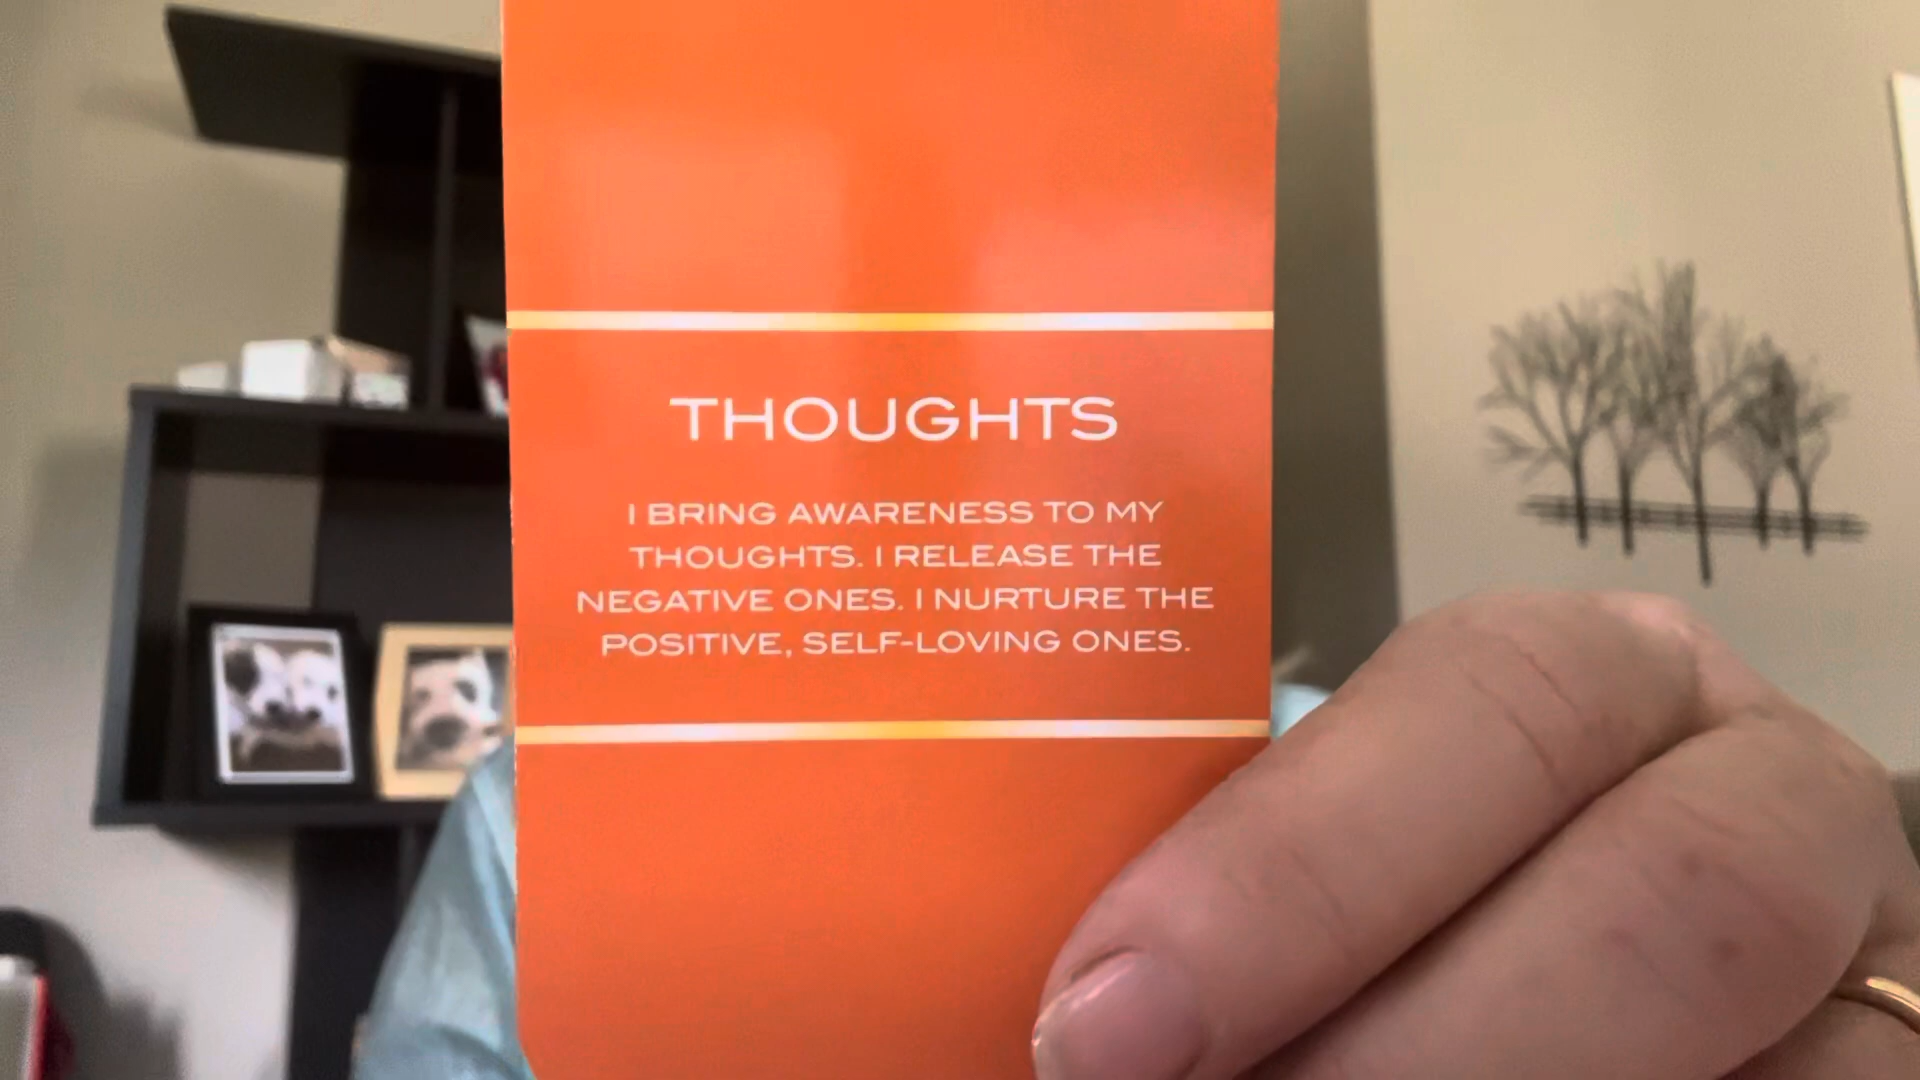 THOUGHTS
I BRING AWARENESS TO MY
THOUGHTS. I RELEASE THE
NEGATIVE ONES. I NURTURE THE
POSITIVE, SELF-LOVING ONES.